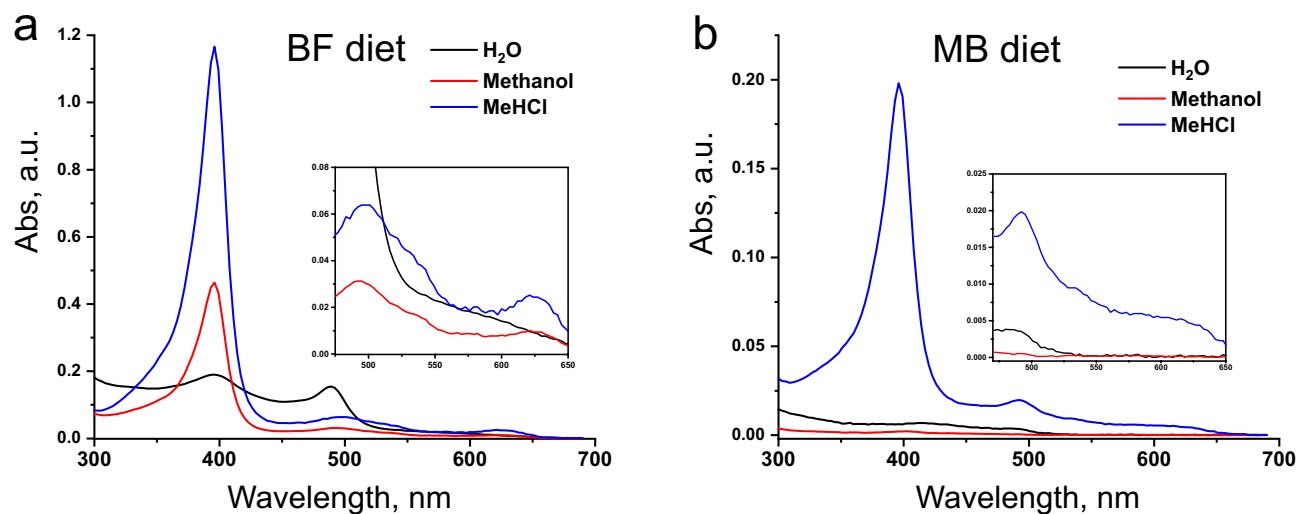 a
BF diet
H₂O
Methanol
MeHCl
Abs, a.u.
1.2
1.0
0.8
0.6
0.4
0.2
0.0
300
400
500
600
700
Wavelength, nm
0.08
0.06
0.04
0.02
0.00
500
550
600
650
b
MB diet
H₂O
Methanol
MeHCl
Abs, a.u.
0.20
0.15
0.10
0.05
0.00
300
400
500
600
700
Wavelength, nm
0.025
0.020
0.015
0.010
0.005
0.000
500
550
600
650